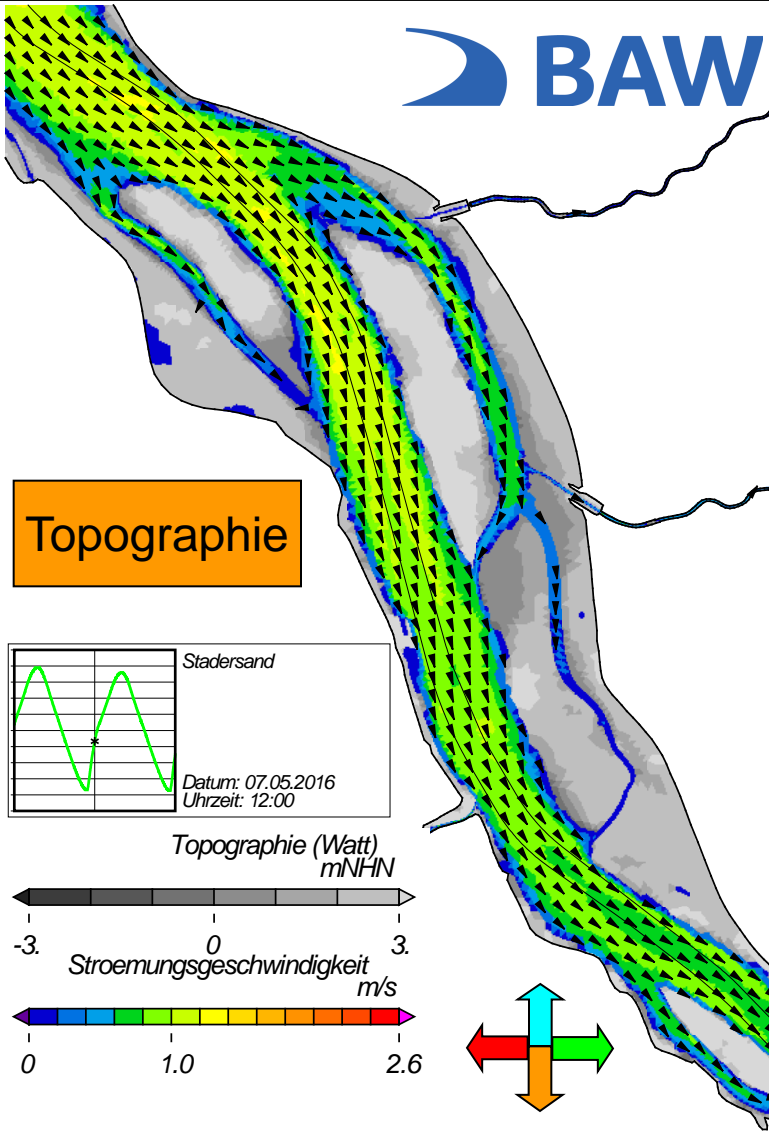 BAW
Topographie
Stadersand
Datum: 07.05.2016
Uhrzeit: 12:00
Topographie (Watt)
mNHN
-3. 0 3.
Stroemungsgeschwindigkeit
m/s
0 1.0 2.6